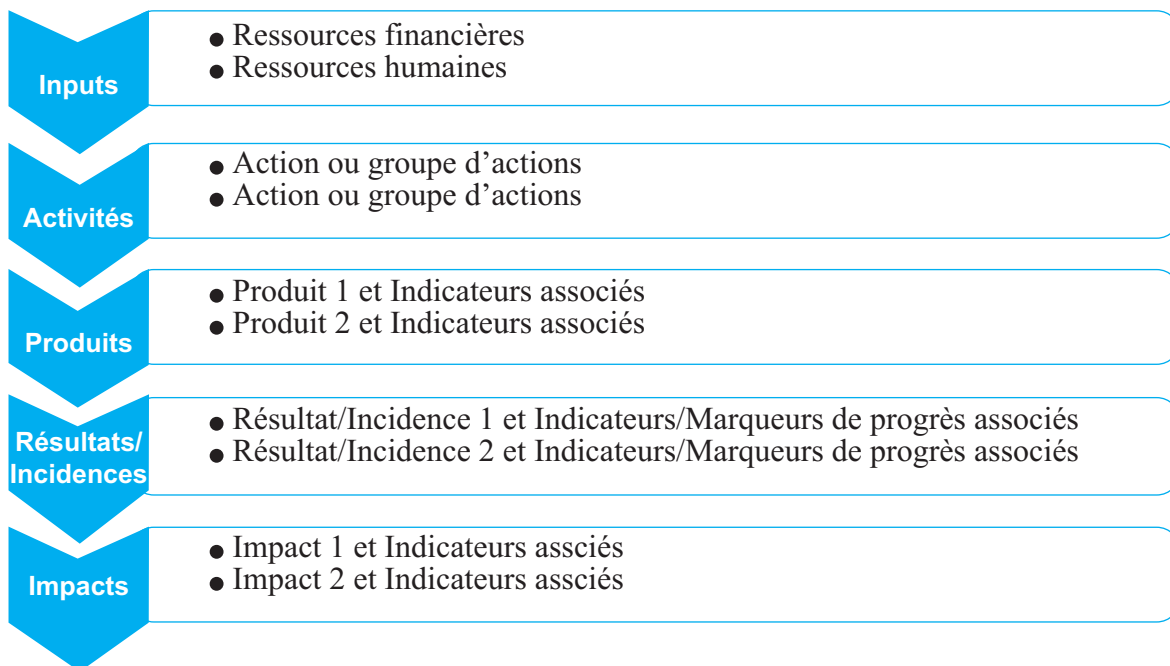 Inputs
● Ressources financières
● Ressources humaines
Activités
● Action ou groupe d’actions
● Action ou groupe d’actions
Produits
● Produit 1 et Indicateurs associés
● Produit 2 et Indicateurs associés
Résultats/
Incidences
● Résultat/Incidence 1 et Indicateurs/Marqueurs de progrès associés
● Résultat/Incidence 2 et Indicateurs/Marqueurs de progrès associés
Impacts
● Impact 1 et Indicateurs assciés
● Impact 2 et Indicateurs assciés